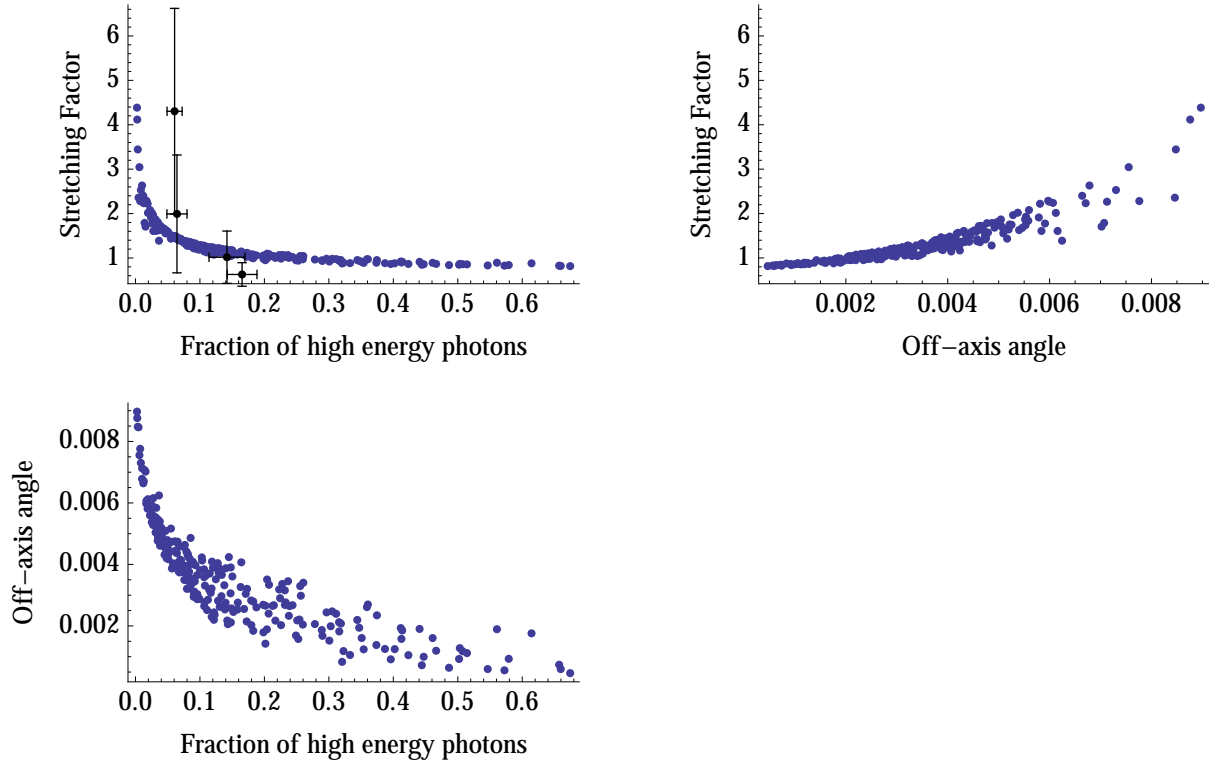 6
5
4
3
2
1
Stretching Factor
0.0 0.1 0.2 0.3 0.4 0.5 0.6
Fraction of high energy photons
6
5
4
3
2
1
Stretching Factor
0.002 0.004 0.006 0.008
Off−axis angle
0.008
0.006
0.004
0.002
Off−axis angle
0.0 0.1 0.2 0.3 0.4 0.5 0.6
Fraction of high energy photons